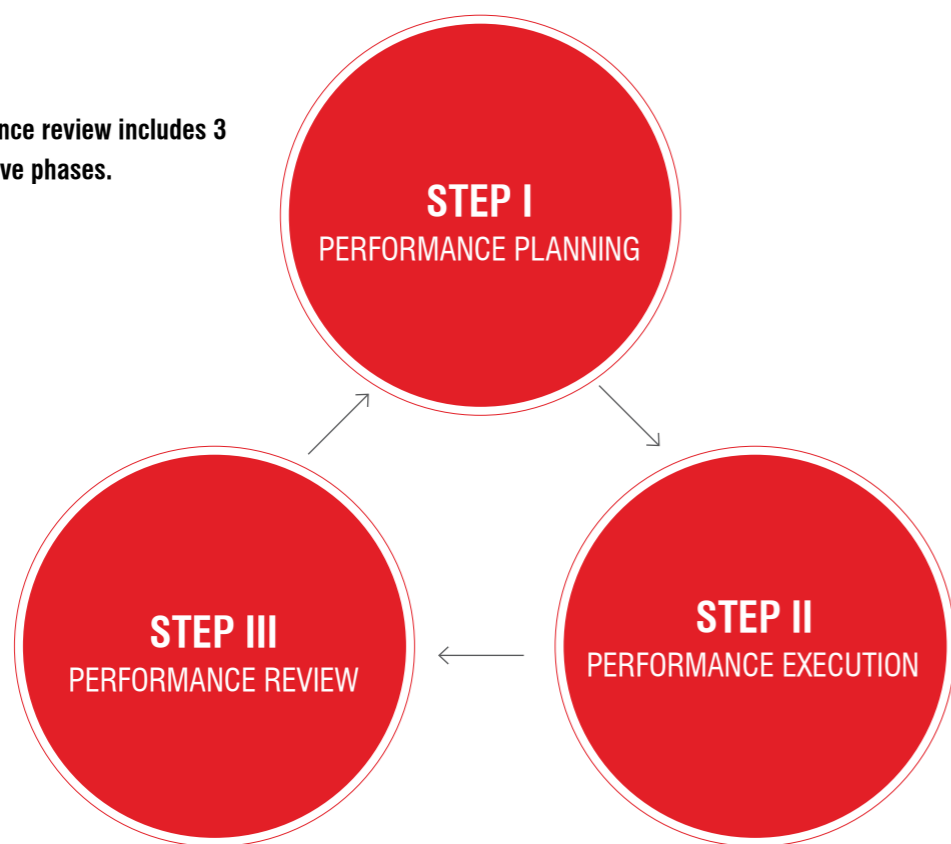 nce review includes 3
ve phases.
STEP I
PERFORMANCE PLANNING
STEP III
PERFORMANCE REVIEW
STEP II
PERFORMANCE EXECUTION